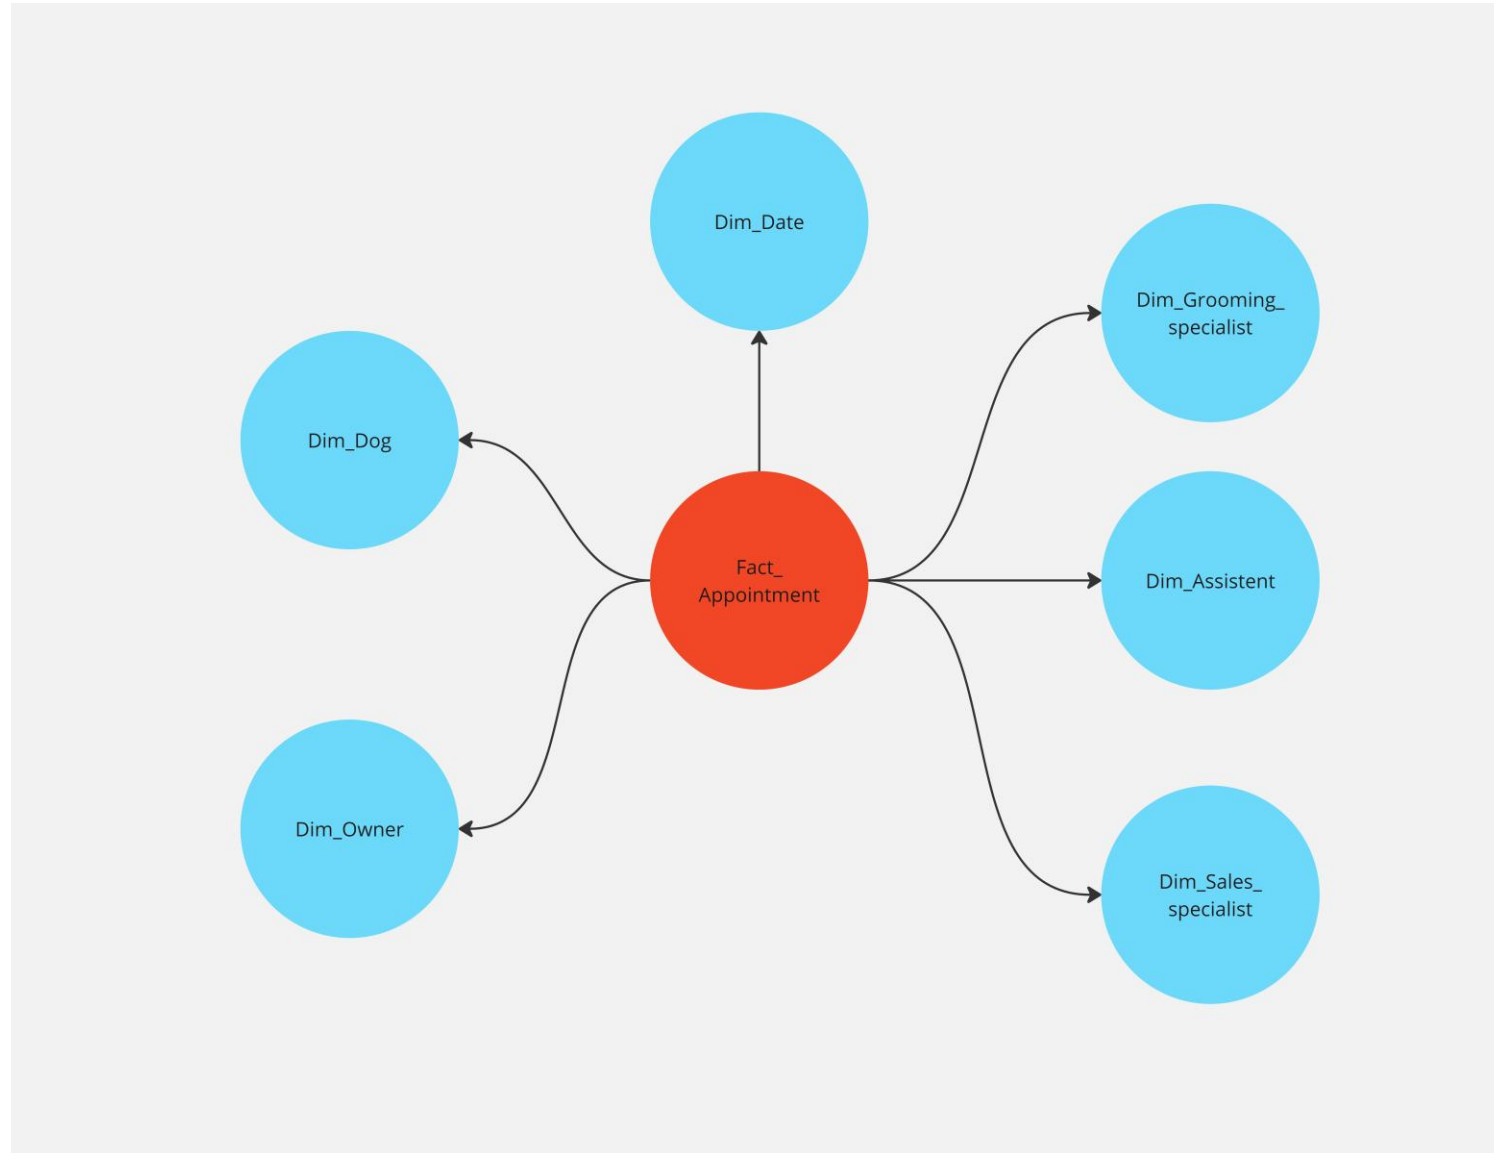 Dim_Date
Dim_Grooming_
specialist
Dim_Dog
Fact_
Appointment
Dim_Assistent
Dim_Owner
Dim_Sales_
specialist